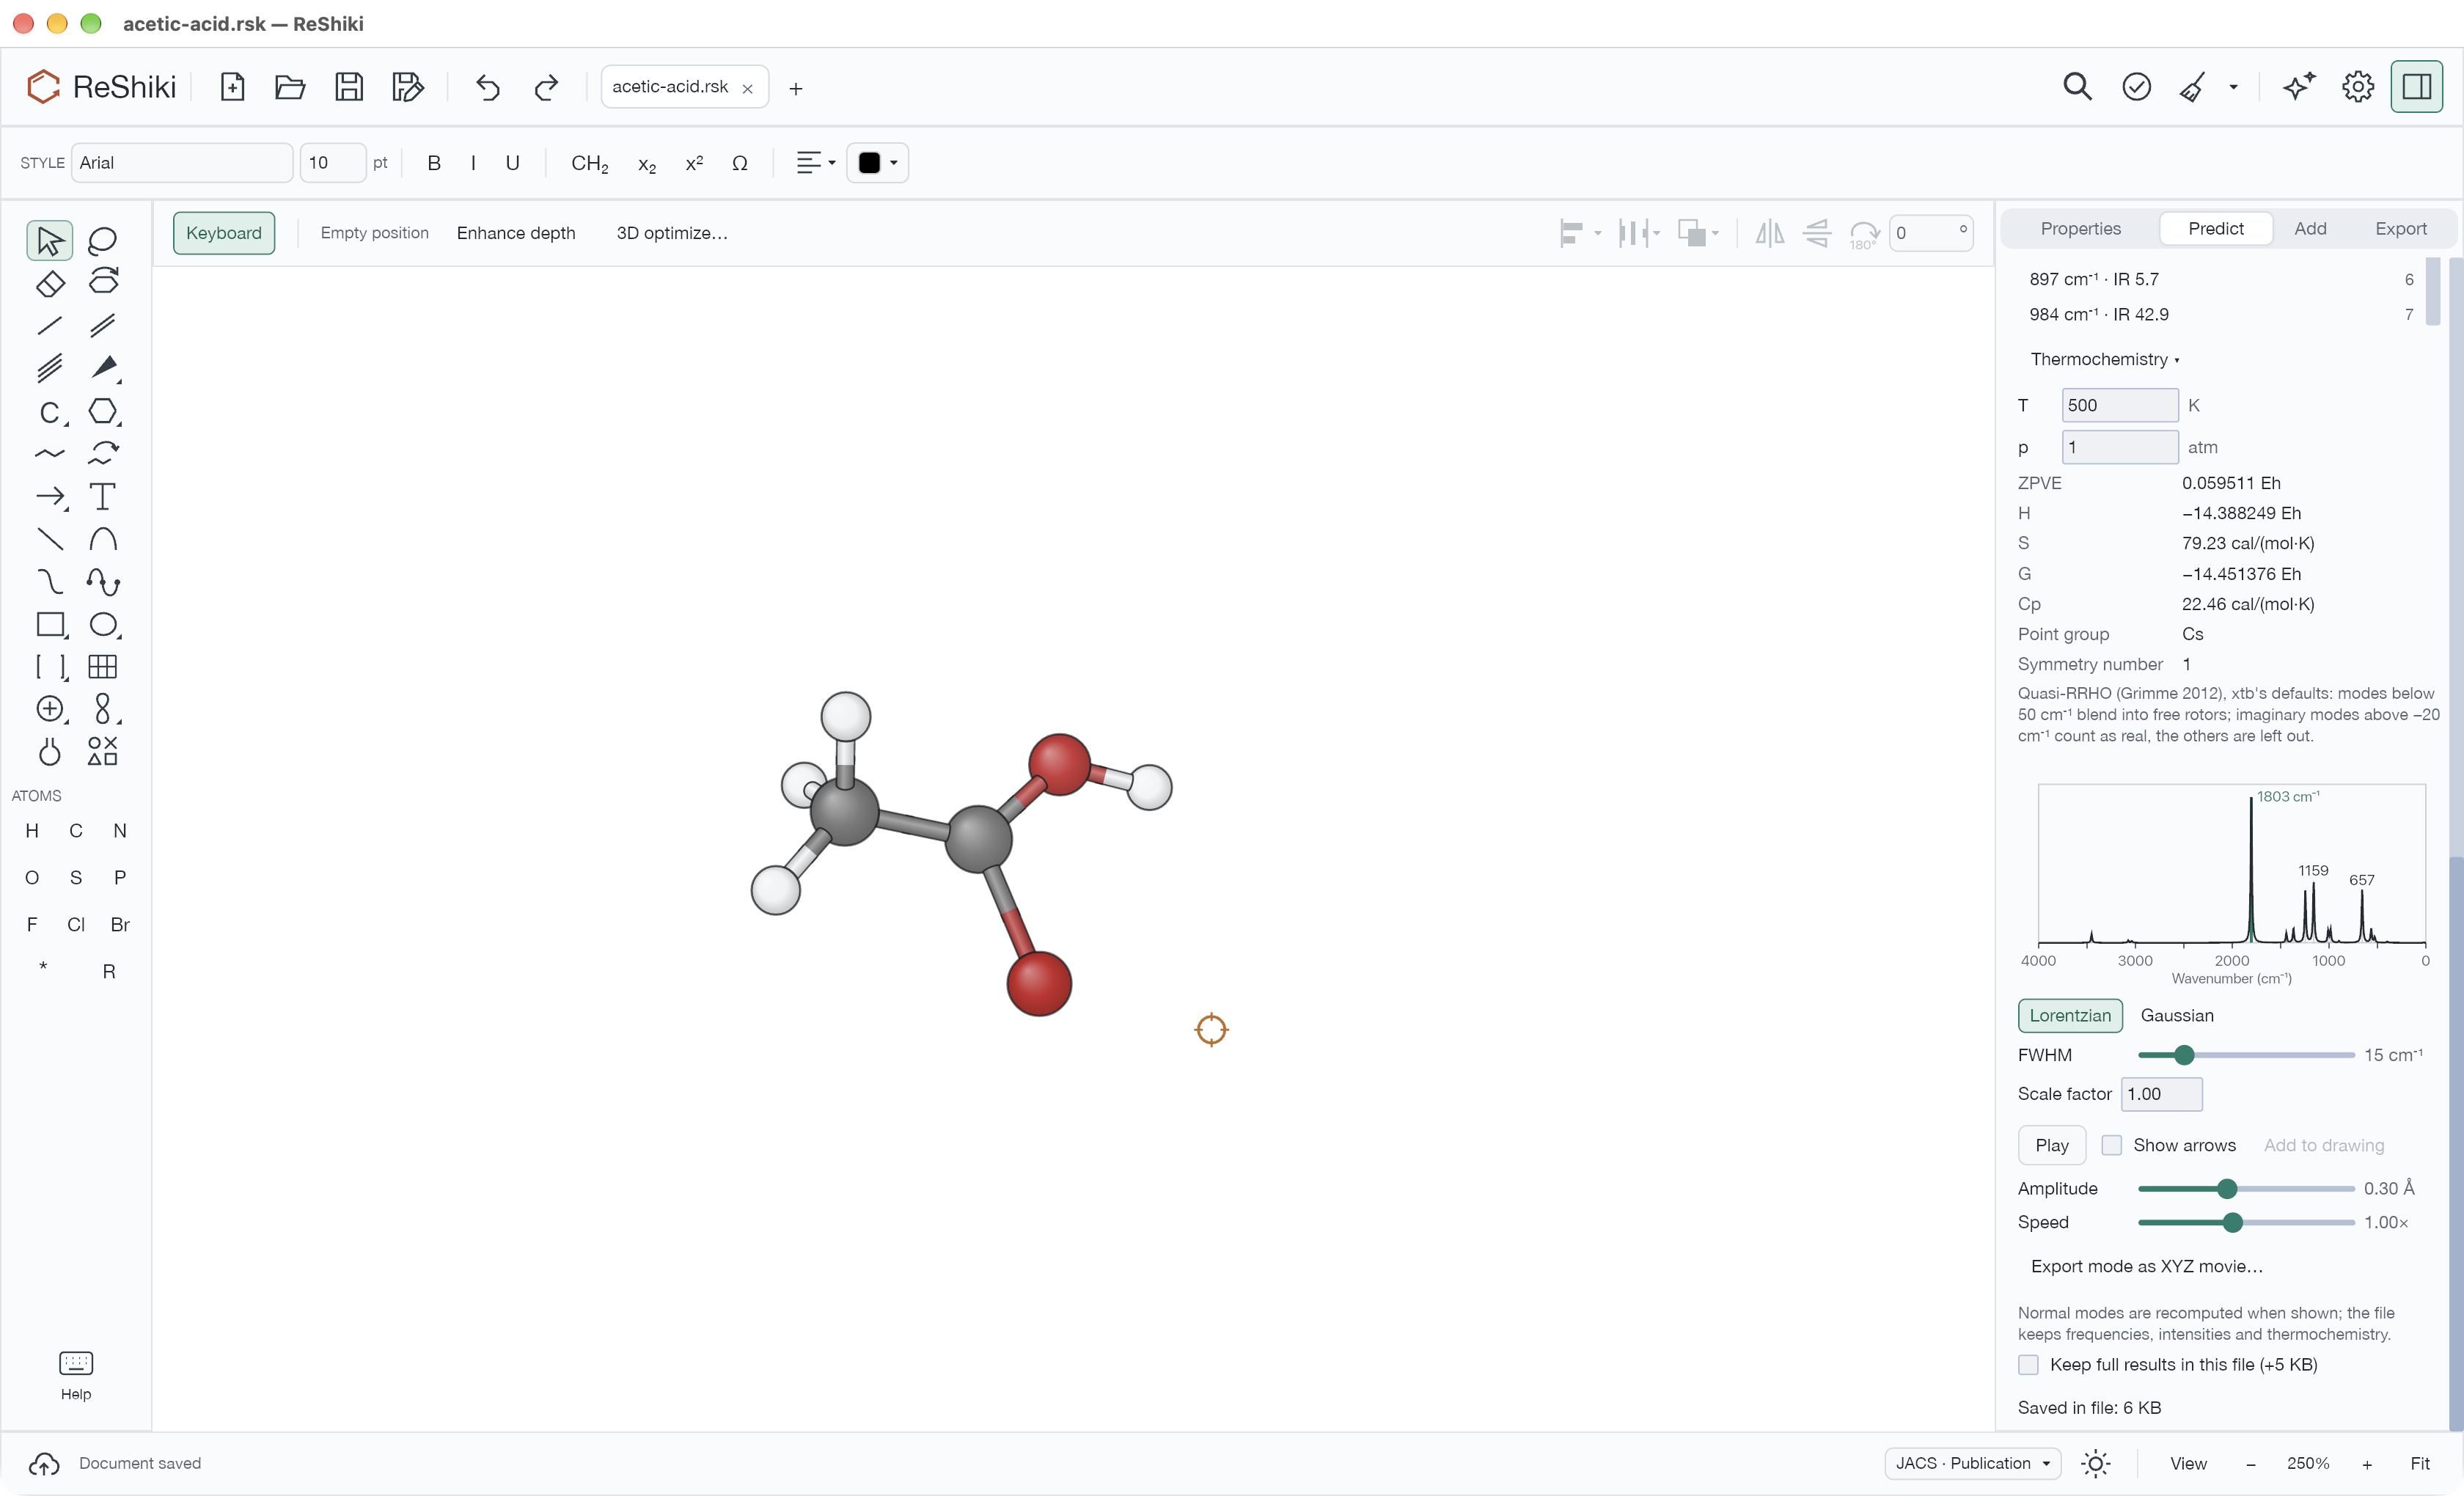 acetic-acid.rsk — ReShiki
ReShiki
acetic-acid.rsk × +
STYLE Arial 10 pt B I U CH₂ x₂ x² Ω
Keyboard Empty position Enhance depth 3D optimize… 180° 0 °
Properties Predict Add Export
897 cm⁻¹ · IR 5.7 6
984 cm⁻¹ · IR 42.9 7
Thermochemistry
T 500 K
p 1 atm
ZPVE 0.059511 Eh
H −14.388249 Eh
S 79.23 cal/(mol·K)
G −14.451376 Eh
Cp 22.46 cal/(mol·K)
Point group Cs
Symmetry number 1
Quasi-RRHO (Grimme 2012), xtb's defaults: modes below
50 cm⁻¹ blend into free rotors; imaginary modes above −20
cm⁻¹ count as real, the others are left out.
1803 cm⁻¹
1159
657
4000 3000 2000 1000 0
Wavenumber (cm⁻¹)
Lorentzian Gaussian
FWHM 15 cm⁻¹
Scale factor 1.00
Play Show arrows Add to drawing
Amplitude 0.30 Å
Speed 1.00×
Export mode as XYZ movie…
Normal modes are recomputed when shown; the file
keeps frequencies, intensities and thermochemistry.
Keep full results in this file (+5 KB)
Saved in file: 6 KB
C
T
ATOMS
H C N
O S P
F Cl Br
* R
Help
Document saved
JACS · Publication View − 250% + Fit